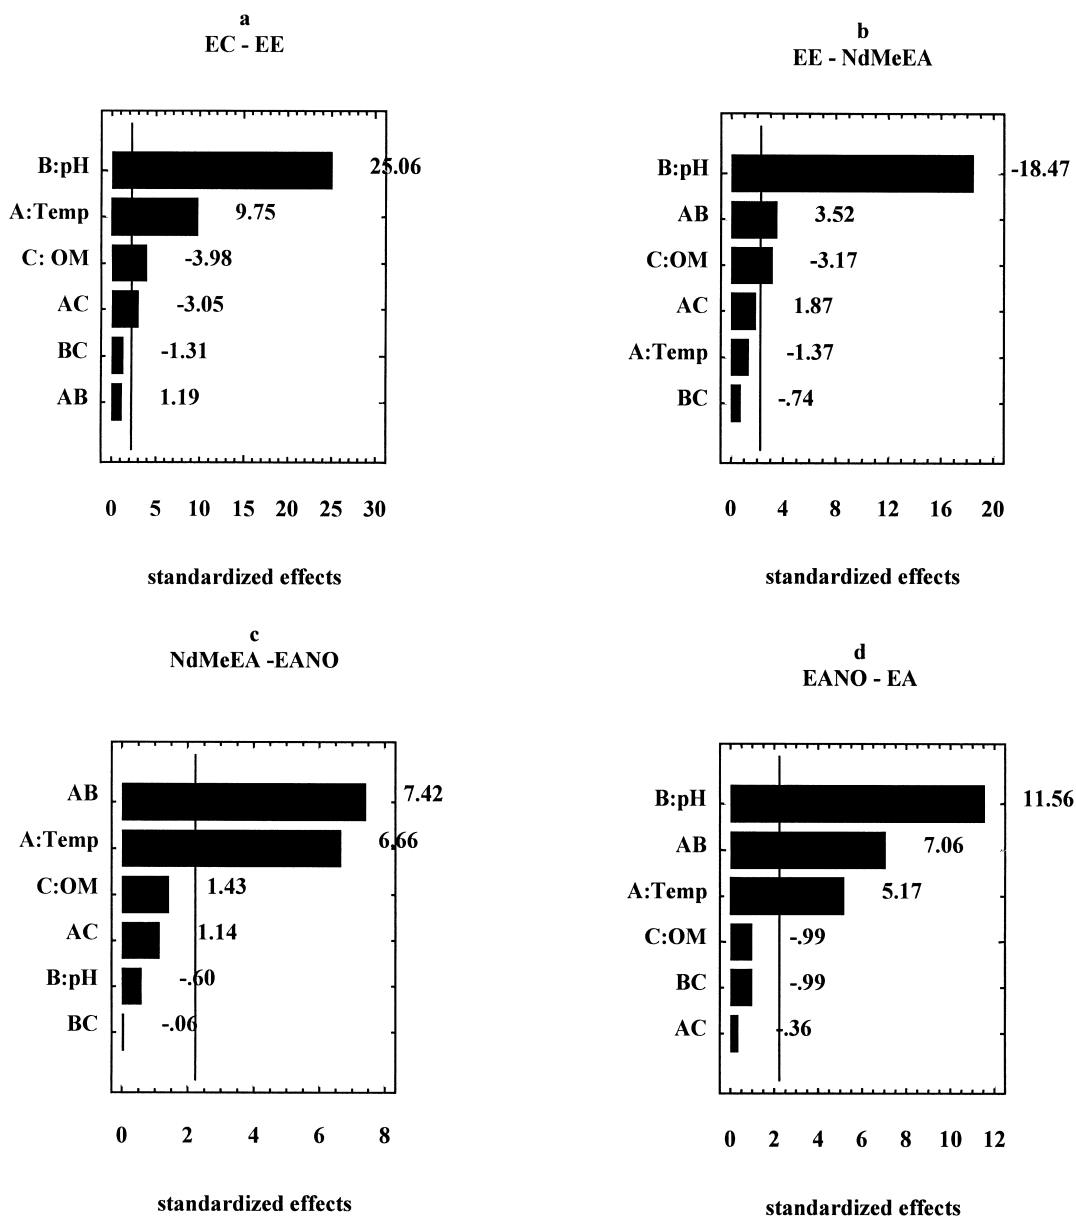 a
EC - EE
B:pH 25.06
A:Temp 9.75
C: OM -3.98
AC -3.05
BC -1.31
AB 1.19
0 5 10 15 20 25 30
standardized effects
b
EE - NdMeEA
B:pH -18.47
AB 3.52
C:OM -3.17
AC 1.87
A:Temp -1.37
BC -.74
0 4 8 12 16 20
standardized effects
c
NdMeEA -EANO
AB 7.42
A:Temp 6.66
C:OM 1.43
AC 1.14
B:pH -.60
BC -.06
0 2 4 6 8
standardized effects
d
EANO - EA
B:pH 11.56
AB 7.06
A:Temp 5.17
C:OM -.99
BC -.99
AC -.36
0 2 4 6 8 10 12
standardized effects